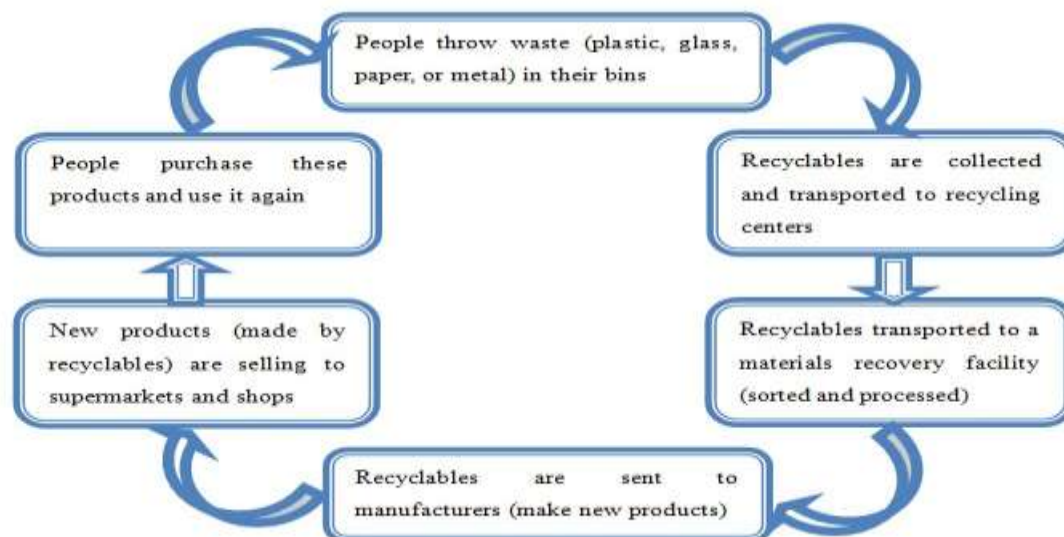 People throw waste (plastic, glass,
paper, or metal) in their bins
Recyclables are collected
and transported to recycling
centers
Recyclables transported to a
materials recovery facility
(sorted and processed)
Recyclables are sent to
manufacturers (make new products)
New products (made by
recyclables) are selling to
supermarkets and shops
People purchase these
products and use it again